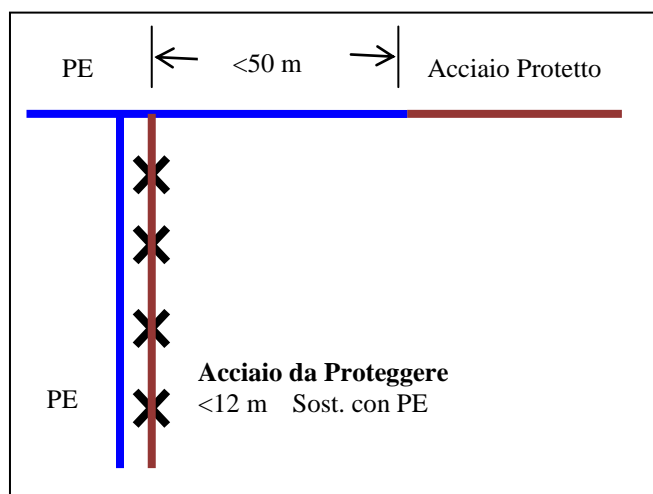 PE
<50 m
Acciaio Protetto
Acciaio da Proteggere
PE
<12 m Sost. con PE